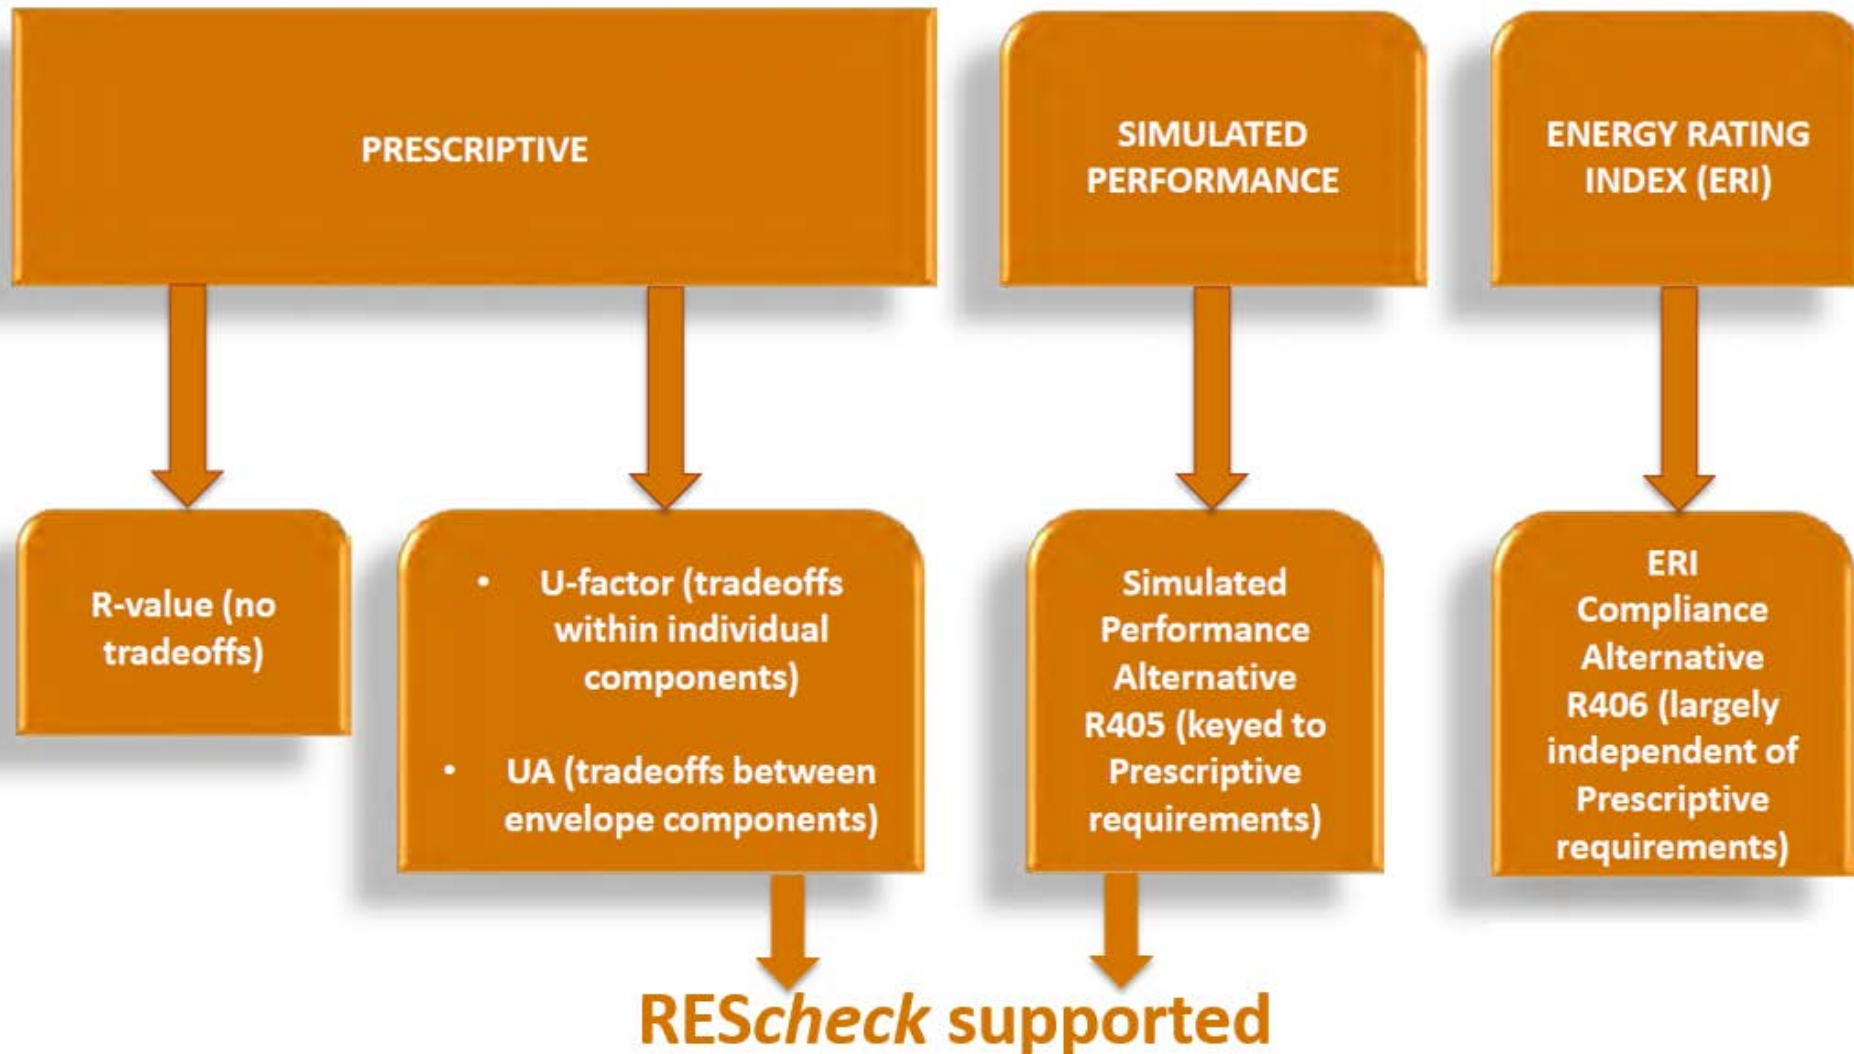 PRESCRIPTIVE
SIMULATED
PERFORMANCE
ENERGY RATING
INDEX (ERI)
R-value (no
tradeoffs)
• U-factor (tradeoffs
within individual
components)
• UA (tradeoffs between
envelope components)
Simulated
Performance
Alternative
R405 (keyed to
Prescriptive
requirements)
ERI
Compliance
Alternative
R406 (largely
independent of
Prescriptive
requirements)
REScheck supported